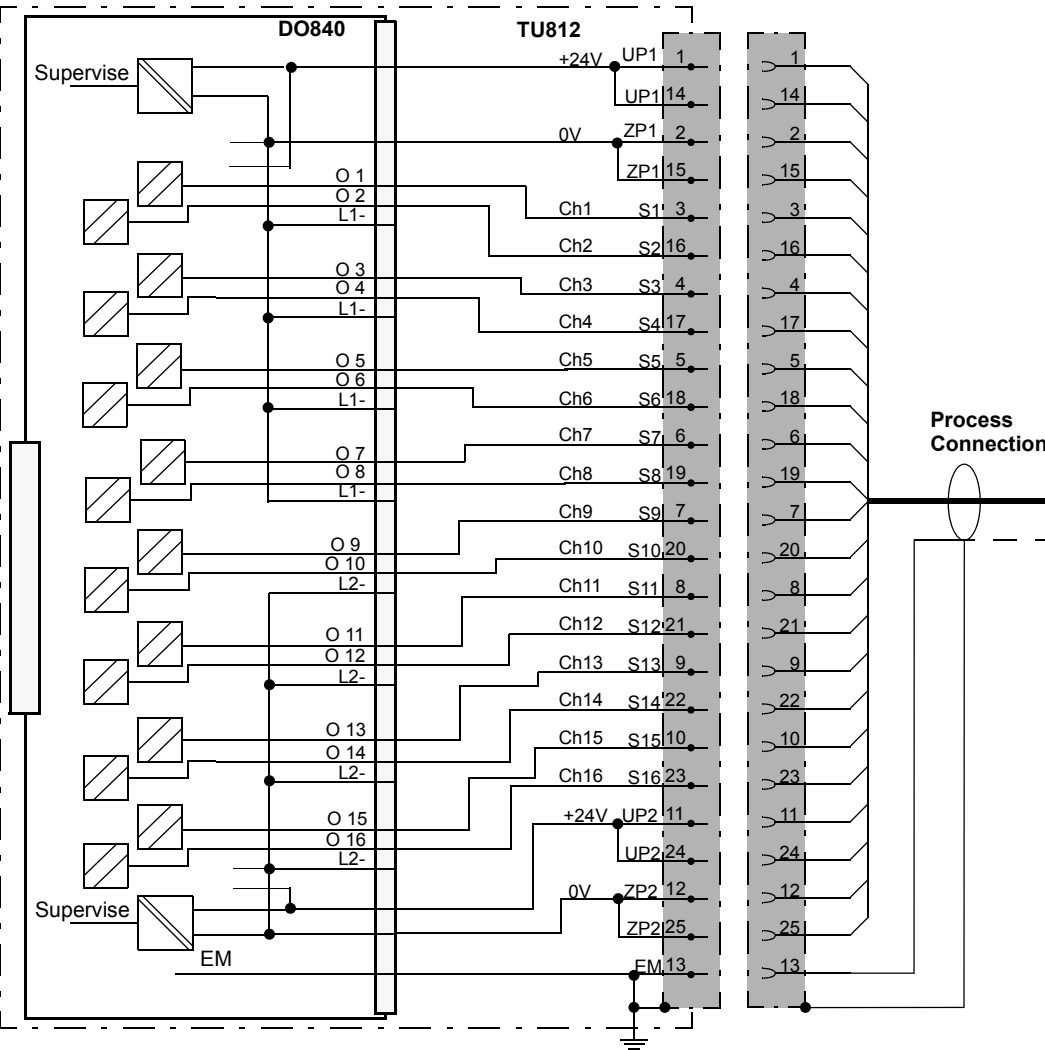 DO840 TU812
Supervise +24V UP1 1 1
UP1 14 14
0V ZP1 2 2
ZP1 15 15
O 1
O 2 Ch1 S1 3 3
L1-
Ch2 S2 16 16
O 3
O 4 Ch3 S3 4 4
L1-
Ch4 S4 17 17
O 5 Ch5 S5 5 5
O 6
L1- Ch6 S6 18 18
Process
Connection
Ch7 S7 6 6
O 7
O 8 Ch8 S8 19 19
L1-
Ch9 S9 7 7
O 9
O 10 Ch10 S10 20 20
L2- Ch11 S11 8 8
O 11 Ch12 S12 21 21
O 12
L2- Ch13 S13 9 9
Ch14 S14 22 22
O 13
O 14 Ch15 S15 10 10
L2- Ch16 S16 23 23
O 15 +24V UP2 11 11
O 16
L2- UP2 24 24
0V ZP2 12 12
Supervise
ZP2 25 25
EM EM 13 13